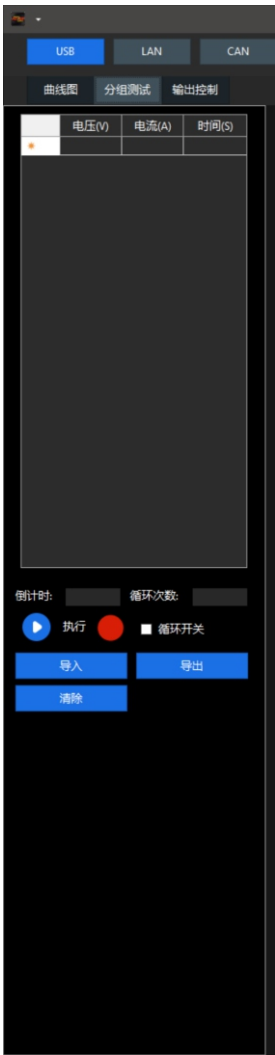 USB LAN CAN
曲线图 分组测试 输出控制
电压(V) 电流(A) 时间(S)
倒计时: 循环次数:
执行 循环开关
导入 导出
清除